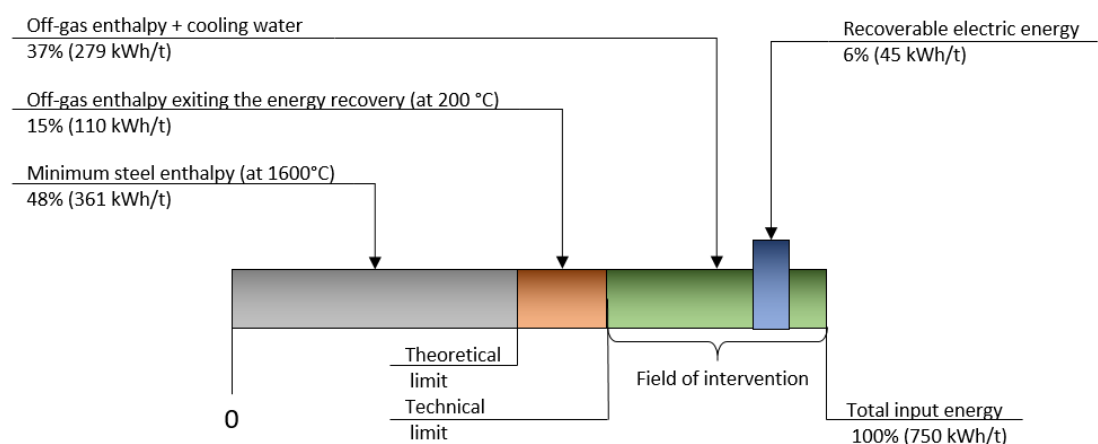 Off-gas enthalpy + cooling water
37% (279 kWh/t)
Recoverable electric energy
6% (45 kWh/t)
Off-gas enthalpy exiting the energy recovery (at 200 °C)
15% (110 kWh/t)
Minimum steel enthalpy (at 1600°C)
48% (361 kWh/t)
Theoretical
limit
Field of intervention
0
Technical
limit
Total input energy
100% (750 kWh/t)